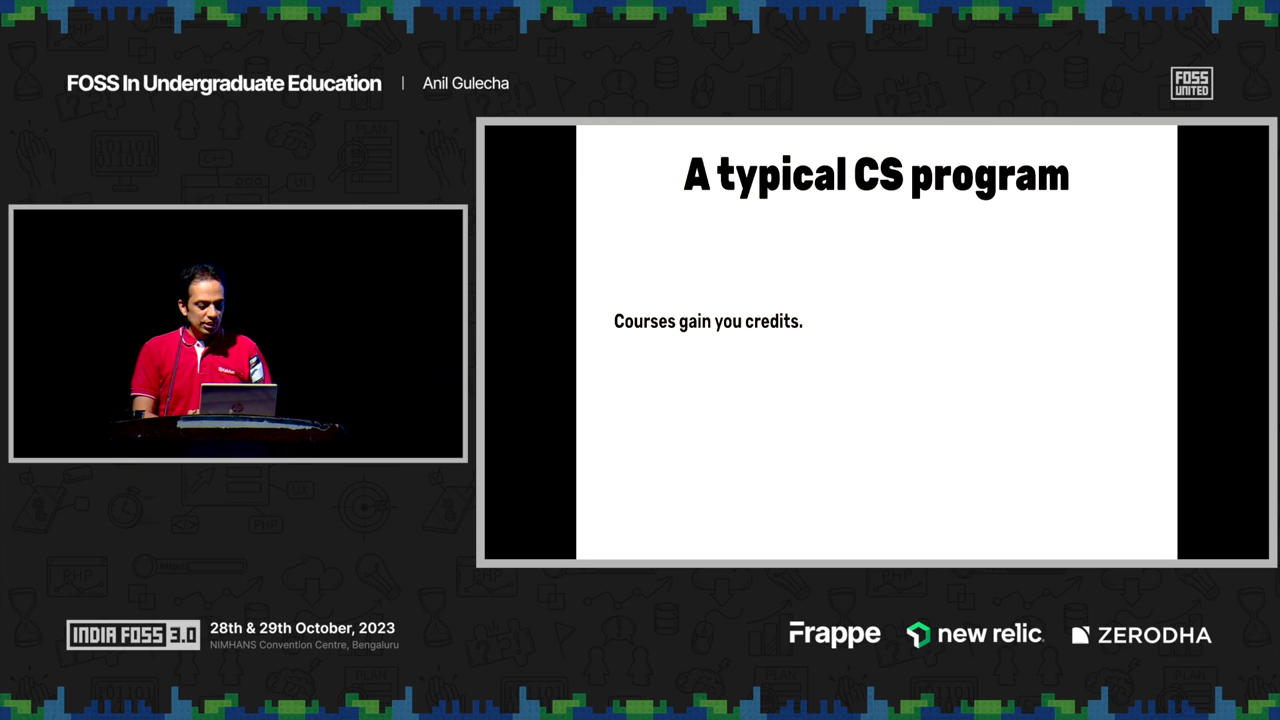 FOSS In Undergraduate Education | Anil Gulecha
FOSS
UNITED
A typical CS program
Courses gain you credits.
INDIA FOSS 3.0
28th & 29th October, 2023
NIMHANS Convention Centre, Bengaluru
Frappe
new relic
ZERODHA